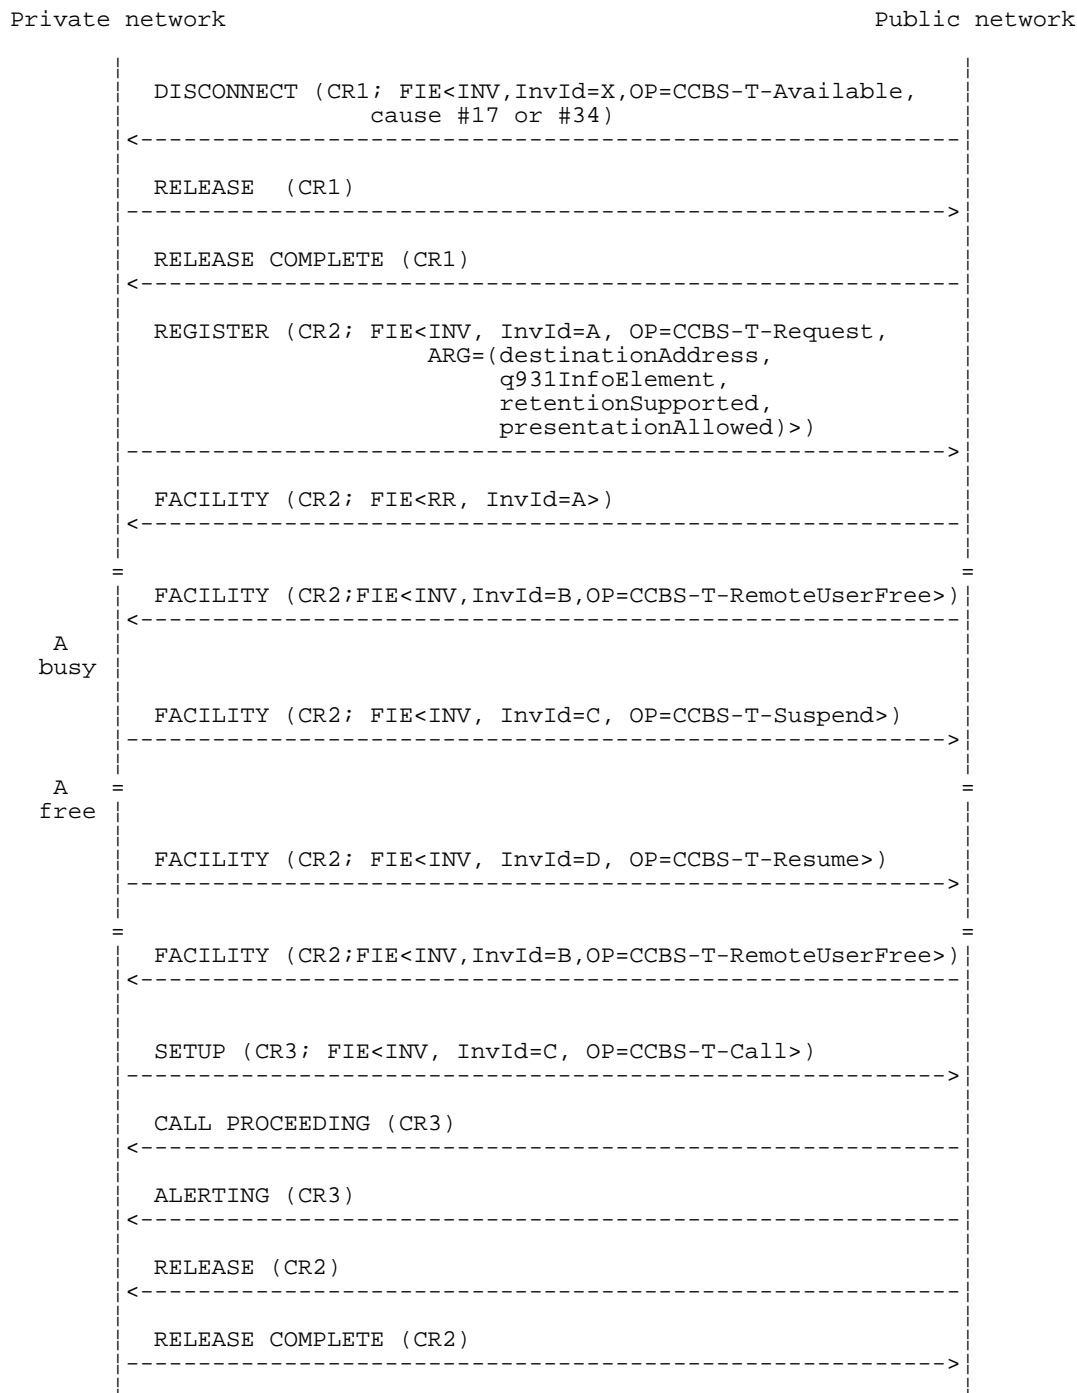 Private network Public network
DISCONNECT (CR1; FIE<INV,InvId=X,OP=CCBS-T-Available,
cause #17 or #34)
RELEASE (CR1)
RELEASE COMPLETE (CR1)
REGISTER (CR2; FIE<INV, InvId=A, OP=CCBS-T-Request,
ARG=(destinationAddress,
q931InfoElement,
retentionSupported,
presentationAllowed)>)
FACILITY (CR2; FIE<RR, InvId=A>)
FACILITY (CR2;FIE<INV,InvId=B,OP=CCBS-T-RemoteUserFree>)
A
busy
FACILITY (CR2; FIE<INV, InvId=C, OP=CCBS-T-Suspend>)
A
free
FACILITY (CR2; FIE<INV, InvId=D, OP=CCBS-T-Resume>)
FACILITY (CR2;FIE<INV,InvId=B,OP=CCBS-T-RemoteUserFree>)
SETUP (CR3; FIE<INV, InvId=C, OP=CCBS-T-Call>)
CALL PROCEEDING (CR3)
ALERTING (CR3)
RELEASE (CR2)
RELEASE COMPLETE (CR2)